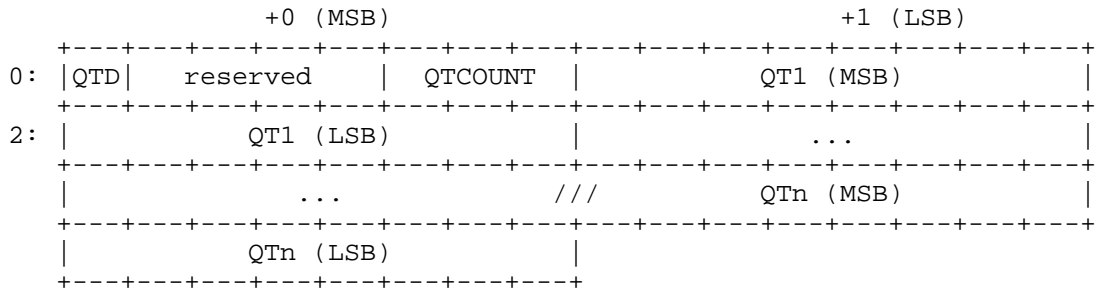 +0 (MSB) +1 (LSB)
+---+---+---+---+---+---+---+---+---+---+---+---+---+---+---+---+---+---+
0: |QTD| reserved | QTCOUNT | QT1 (MSB) |
+---+---+---+---+---+---+---+---+---+---+---+---+---+---+---+---+---+---+
2: | QT1 (LSB) | ... |
+---+---+---+---+---+---+---+---+---+---+---+---+---+---+---+---+---+---+
| ... /// QTn (MSB) |
+---+---+---+---+---+---+---+---+---+---+---+---+---+---+---+---+---+---+
| QTn (LSB) |
+---+---+---+---+---+---+---+---+---+